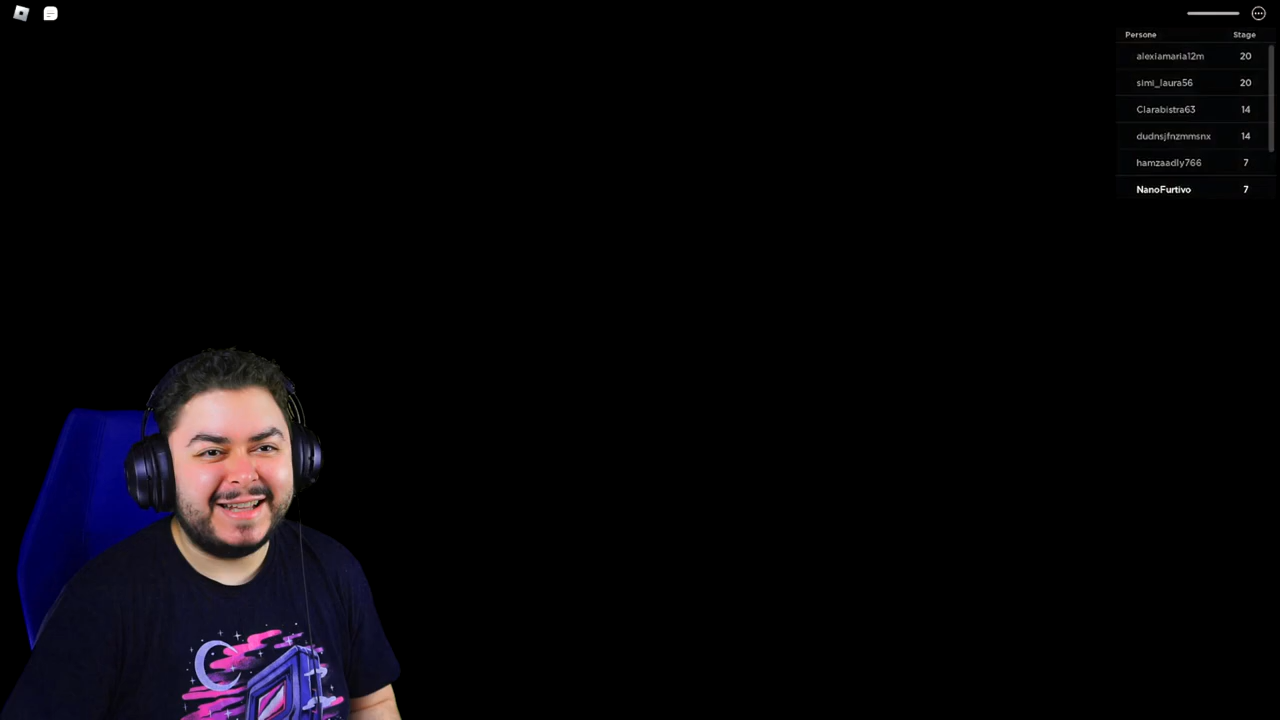 Persone Stage
alexiamaria12m 20
simi_laura56 20
Clarabistra63 14
dudnsjfnzmmsnx 14
hamzaadly766 7
NanoFurtivo 7